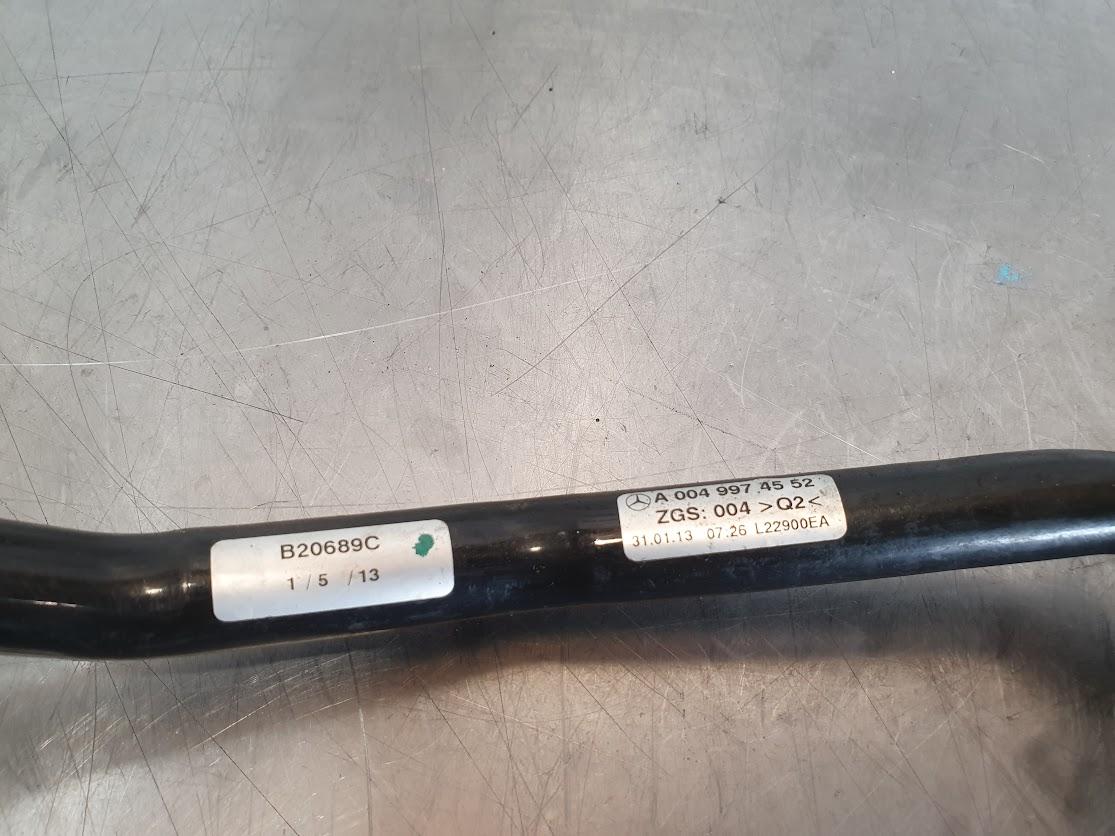 B20689C
1 / 5 / 13
A 004 997 45 52
ZGS: 004 >Q2<
31.01.13 07.26 L22900EA